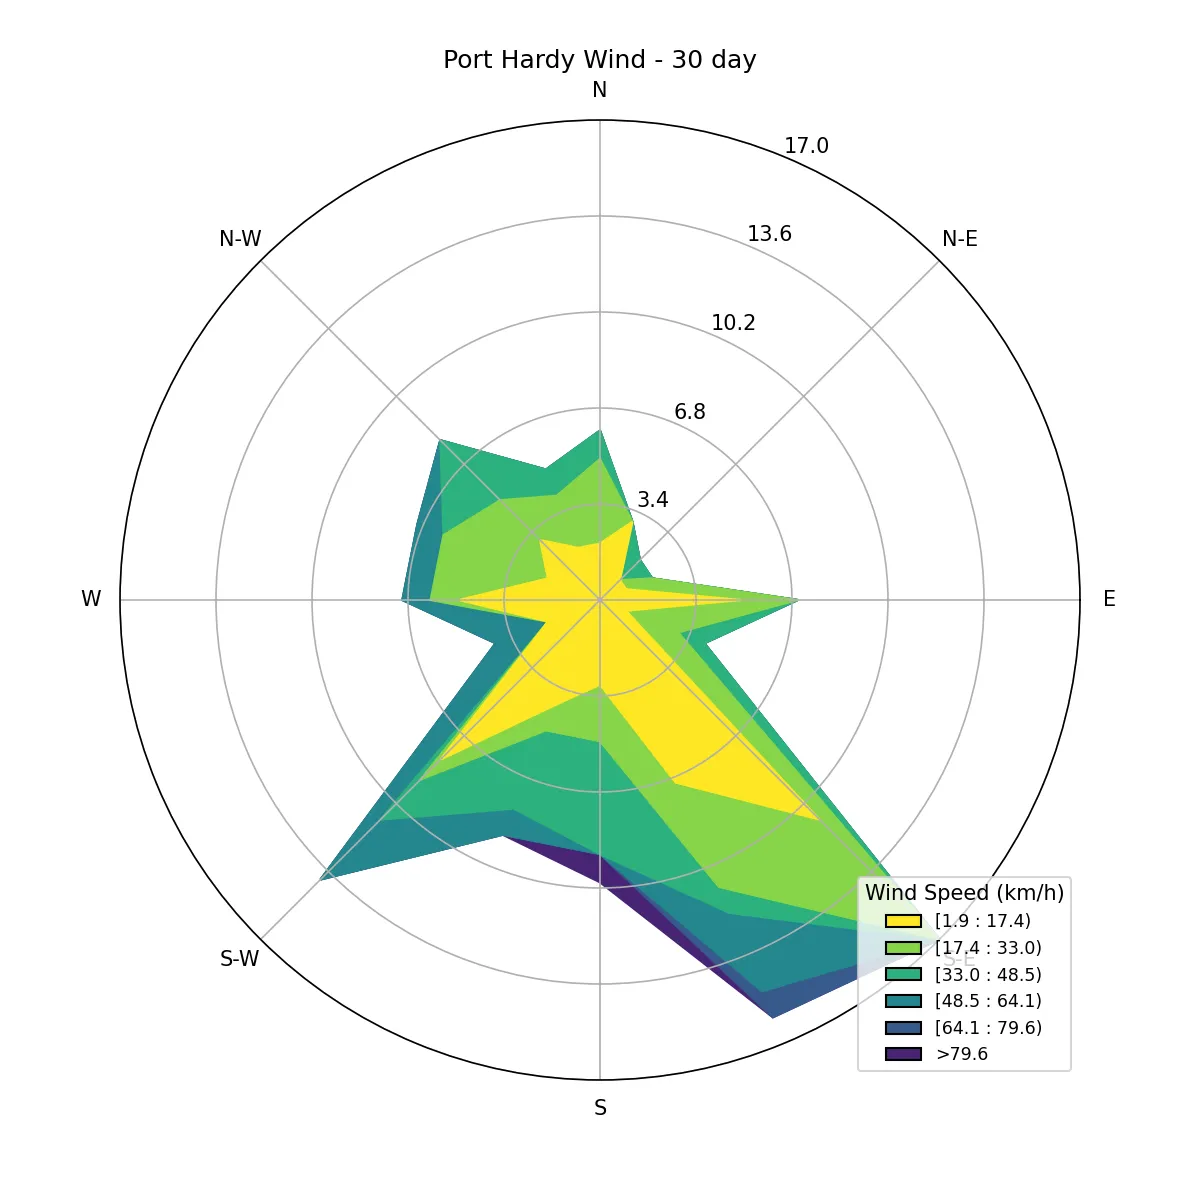 Port Hardy Wind - 30 day
N
17.0
13.6
N-W
N-E
10.2
6.8
3.4
W
E
Wind Speed (km/h)
[1.9 : 17.4)
[17.4 : 33.0)
S-W
S-E
[33.0 : 48.5)
[48.5 : 64.1)
[64.1 : 79.6)
>79.6
S